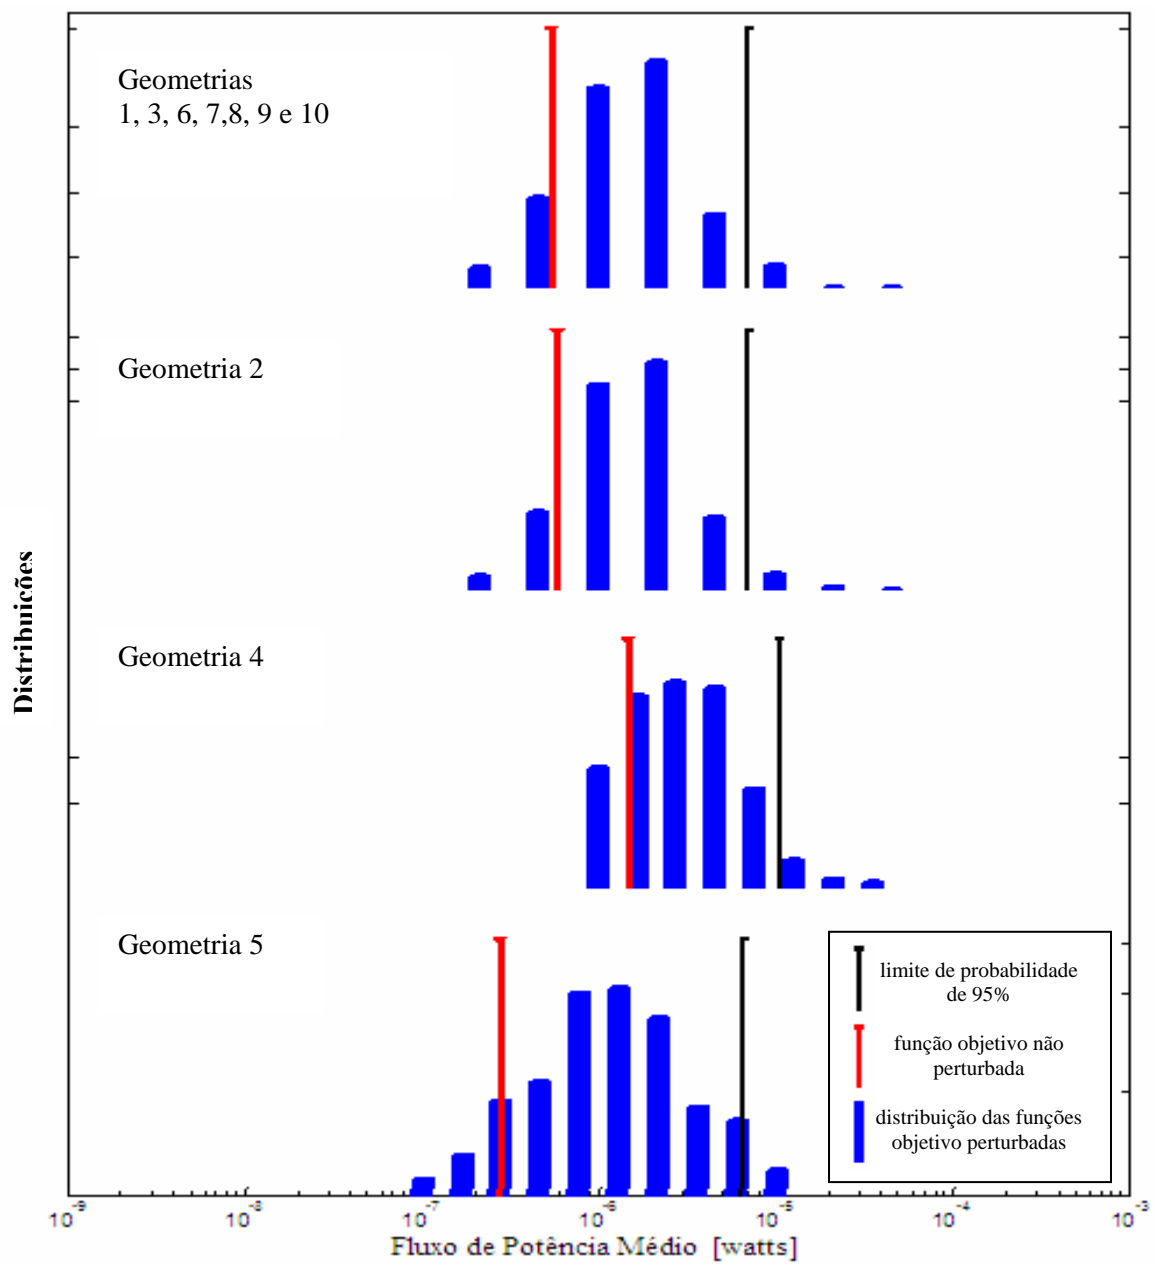 Geometrias
1, 3, 6, 7,8, 9 e 10
Geometria 2
Geometria 4
Geometria 5
Distribuições
limite de probabilidade
de 95%
função objetivo não
perturbada
distribuição das funções
objetivo perturbadas
10⁻⁹ 10⁻⁸ 10⁻⁷ 10⁻⁶ 10⁻⁵ 10⁻⁴ 10⁻³
Fluxo de Potência Médio [watts]